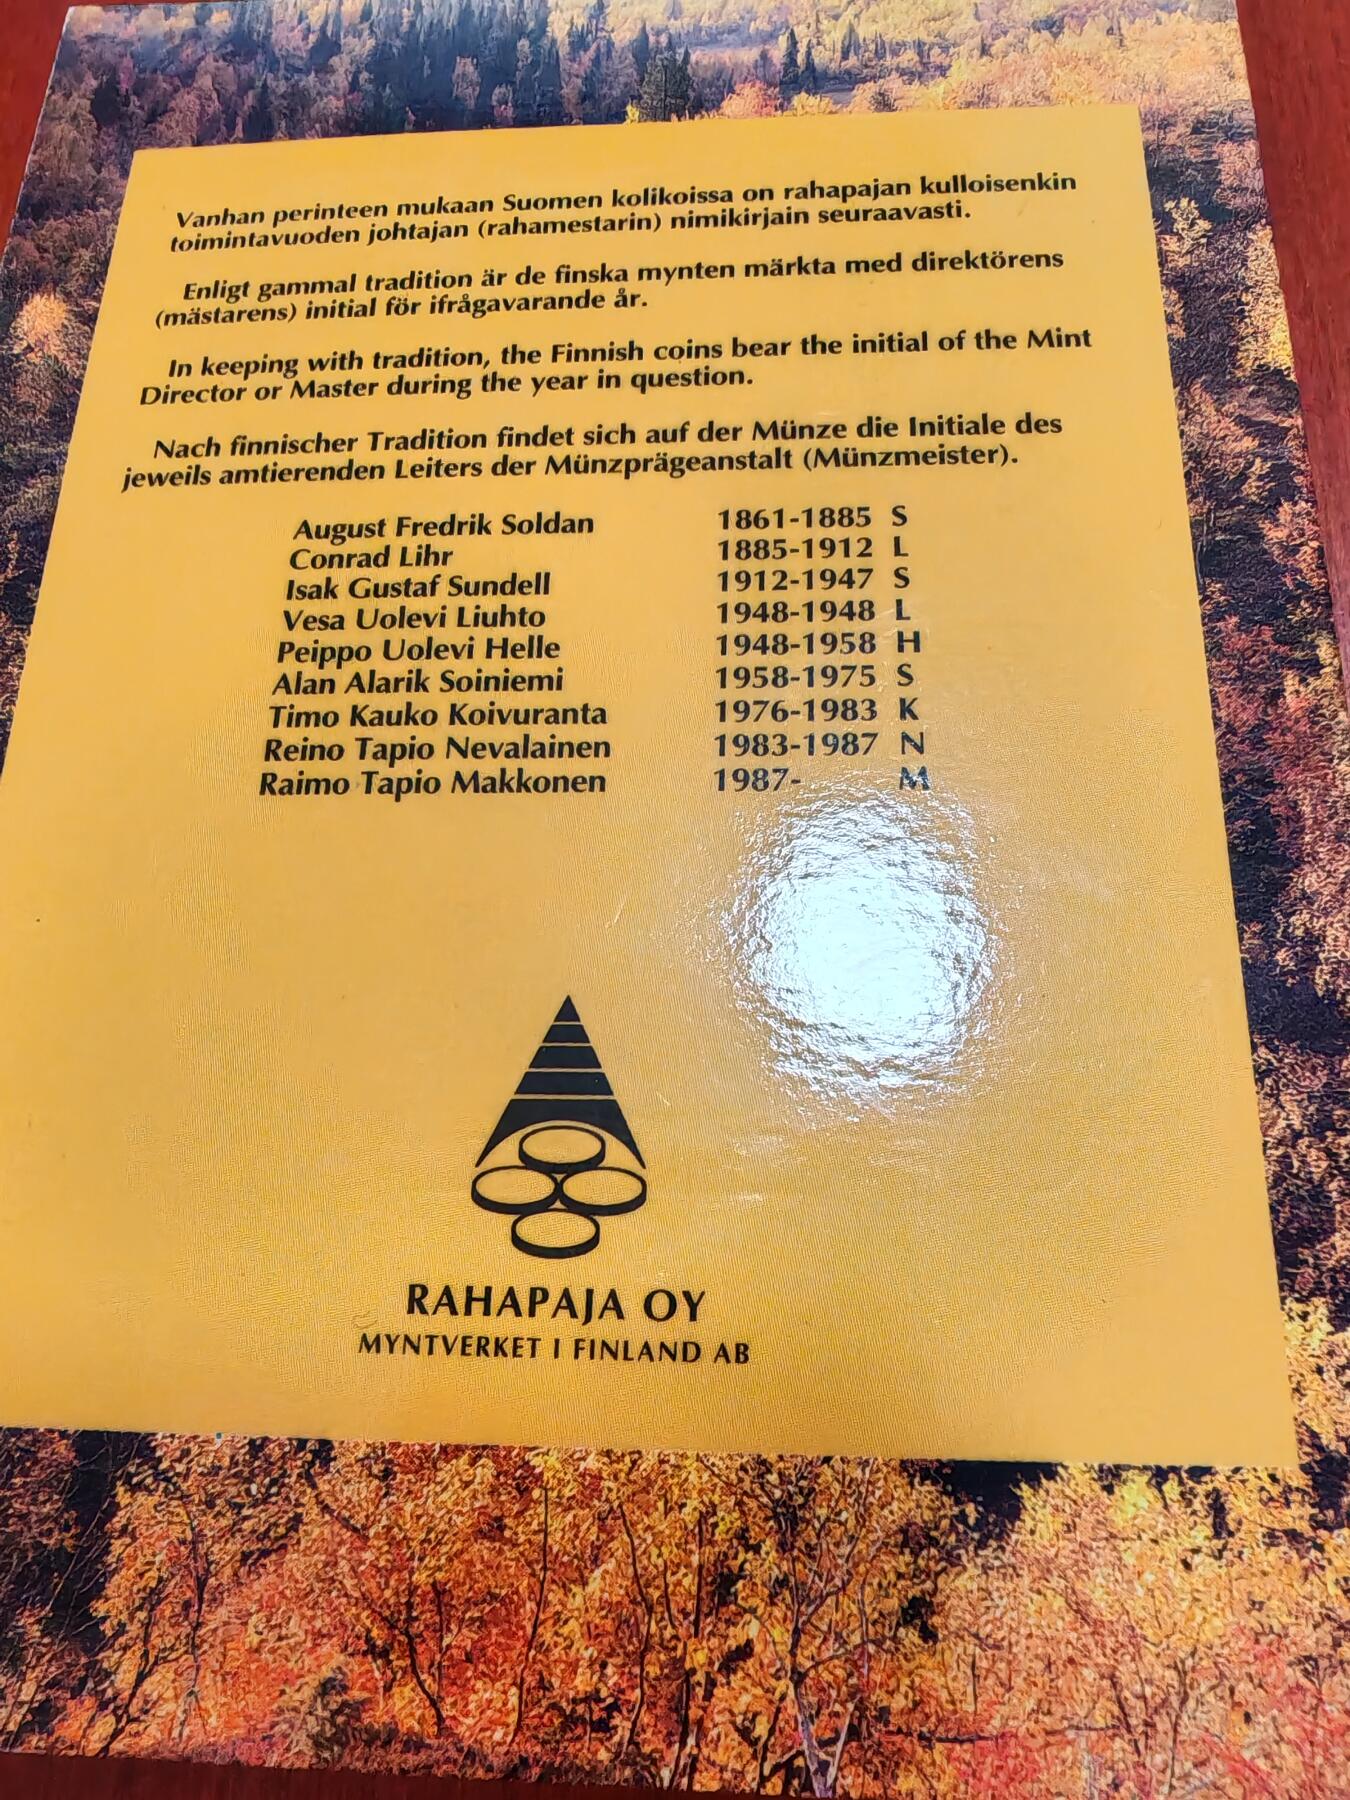 Vanhan perinteen mukaan Suomen kolikoissa on rahapajan kulloisenkin
toimintavuoden johtajan (rahamestarin) nimikirjain seuraavasti.
Enligt gammal tradition är de finska mynten märkta med direktörens
(mästarens) initial för ifrågavarande år.
In keeping with tradition, the Finnish coins bear the initial of the Mint
Director or Master during the year in question.
Nach finnischer Tradition findet sich auf der Münze die Initiale des
jeweils amtierenden Leiters der Münzprägeanstalt (Münzmeister).
August Fredrik Soldan 1861-1885 S
Conrad Lihr 1885-1912 L
Isak Gustaf Sundell 1912-1947 S
Vesa Uolevi Liuhto 1948-1948 L
Peippo Uolevi Helle 1948-1958 H
Alan Alarik Soiniemi 1958-1975 S
Timo Kauko Koivuranta 1976-1983 K
Reino Tapio Nevalainen 1983-1987 N
Raimo Tapio Makkonen 1987- M
RAHAPAJA OY
MYNTVERKET I FINLAND AB